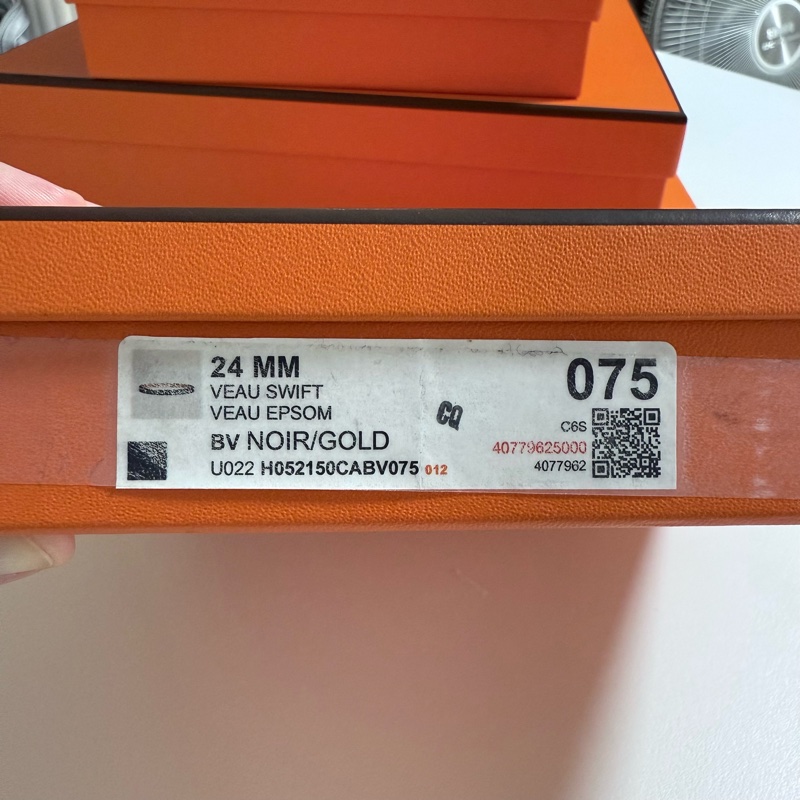 24 MM
VEAU SWIFT
VEAU EPSOM
BV NOIR/GOLD
U022 H052150CABV075 012
CQ
075
C6S
40779625000
4077962